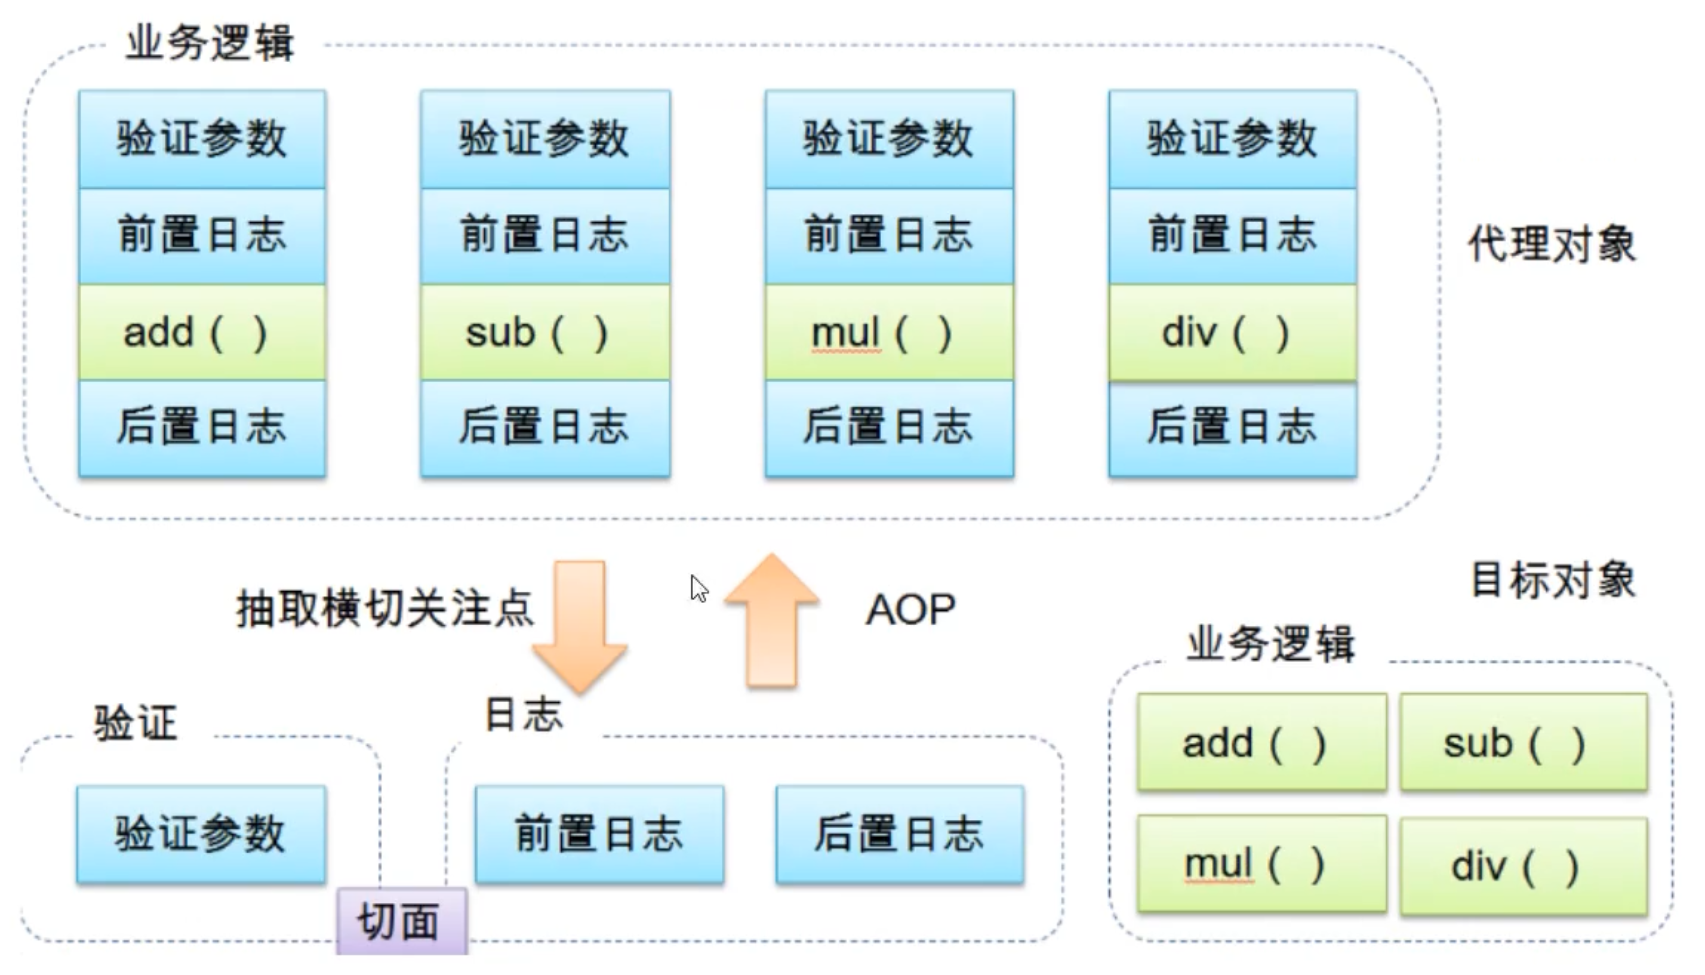 业务逻辑
验证参数 验证参数 验证参数 验证参数
前置日志 前置日志 前置日志 前置日志
代理对象
add ( ) sub ( ) mul ( ) div ( )
后置日志 后置日志 后置日志 后置日志
抽取横切关注点
AOP
目标对象
业务逻辑
验证
日志
add ( ) sub ( )
验证参数
前置日志 后置日志
mul ( ) div ( )
切面